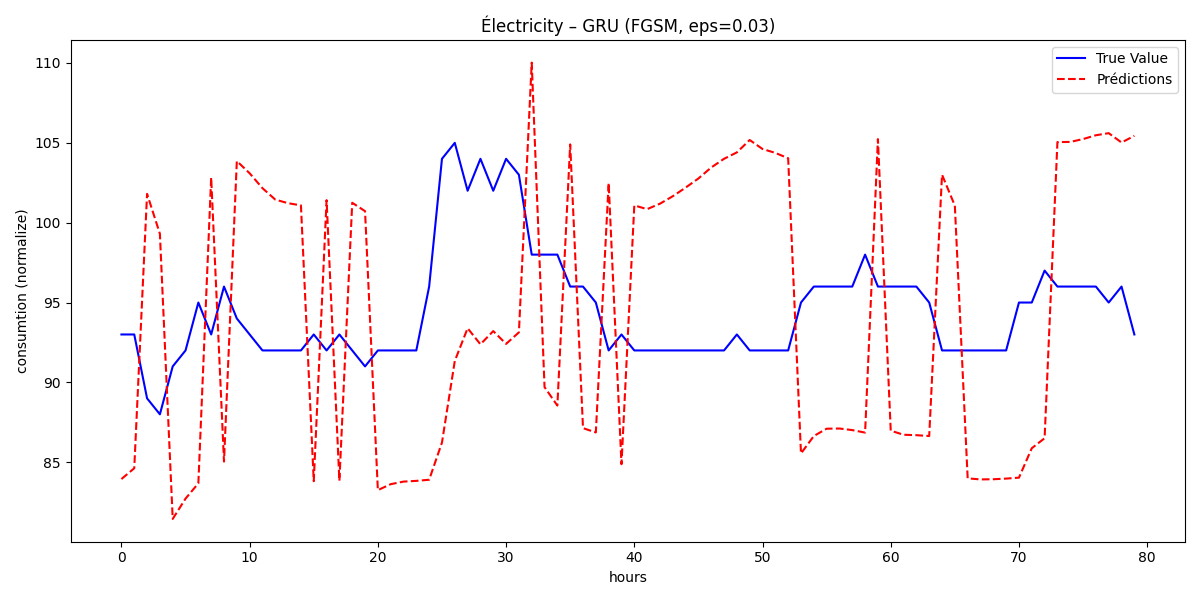 Électricity – GRU (FGSM, eps=0.03)
True Value
Prédictions
consumtion (normalize)
110
105
100
95
90
85
0 10 20 30 40 50 60 70 80
hours